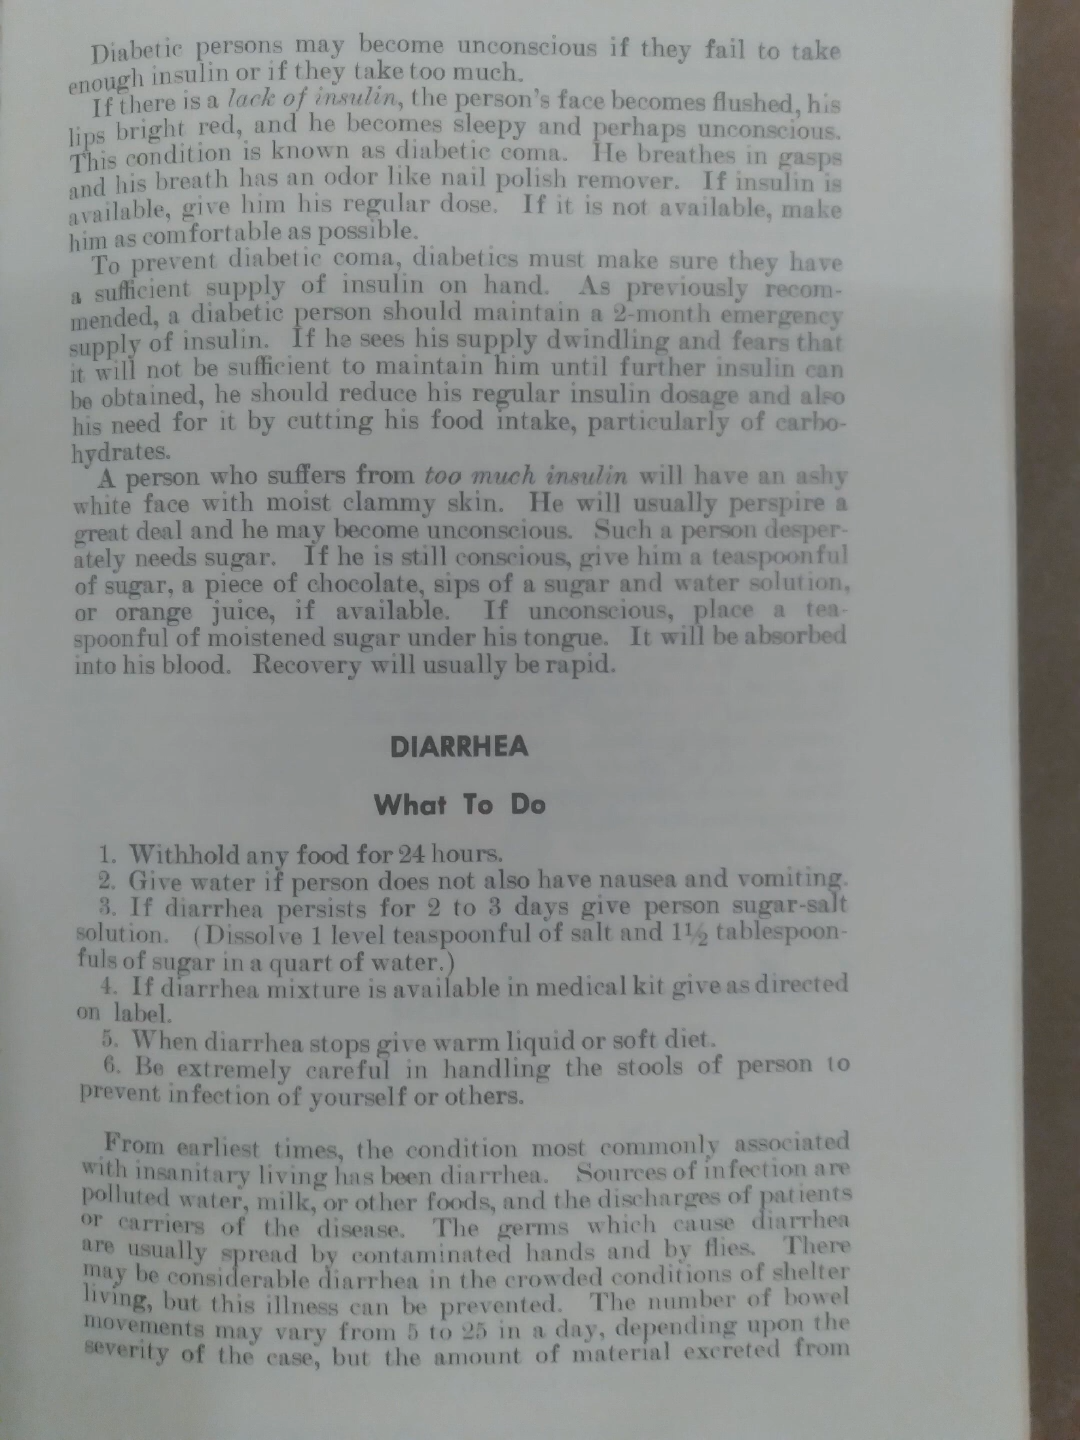 Diabetic persons may become unconscious if they fail to take
enough insulin or if they take too much.
If there is a lack of insulin, the person's face becomes flushed, his
lips bright red, and he becomes sleepy and perhaps unconscious.
This condition is known as diabetic coma. He breathes in gasps
and his breath has an odor like nail polish remover. If insulin is
available, give him his regular dose. If it is not available, make
him as comfortable as possible.
To prevent diabetic coma, diabetics must make sure they have
a sufficient supply of insulin on hand. As previously recom-
mended, a diabetic person should maintain a 2-month emergency
supply of insulin. If he sees his supply dwindling and fears that
it will not be sufficient to maintain him until further insulin can
be obtained, he should reduce his regular insulin dosage and also
his need for it by cutting his food intake, particularly of carbo-
hydrates.
A person who suffers from too much insulin will have an ashy
white face with moist clammy skin. He will usually perspire a
great deal and he may become unconscious. Such a person desper-
ately needs sugar. If he is still conscious, give him a teaspoonful
of sugar, a piece of chocolate, sips of a sugar and water solution,
or orange juice, if available. If unconscious, place a tea-
spoonful of moistened sugar under his tongue. It will be absorbed
into his blood. Recovery will usually be rapid.
DIARRHEA
What To Do
1. Withhold any food for 24 hours.
2. Give water if person does not also have nausea and vomiting.
3. If diarrhea persists for 2 to 3 days give person sugar-salt
solution. (Dissolve 1 level teaspoonful of salt and 1½ tablespoon-
fuls of sugar in a quart of water.)
4. If diarrhea mixture is available in medical kit give as directed
on label.
5. When diarrhea stops give warm liquid or soft diet.
6. Be extremely careful in handling the stools of person to
prevent infection of yourself or others.
From earliest times, the condition most commonly associated
with insanitary living has been diarrhea. Sources of infection are
polluted water, milk, or other foods, and the discharges of patients
or carriers of the disease. The germs which cause diarrhea
are usually spread by contaminated hands and by flies. There
may be considerable diarrhea in the crowded conditions of shelter
living, but this illness can be prevented. The number of bowel
movements may vary from 5 to 25 in a day, depending upon the
severity of the case, but the amount of material excreted from